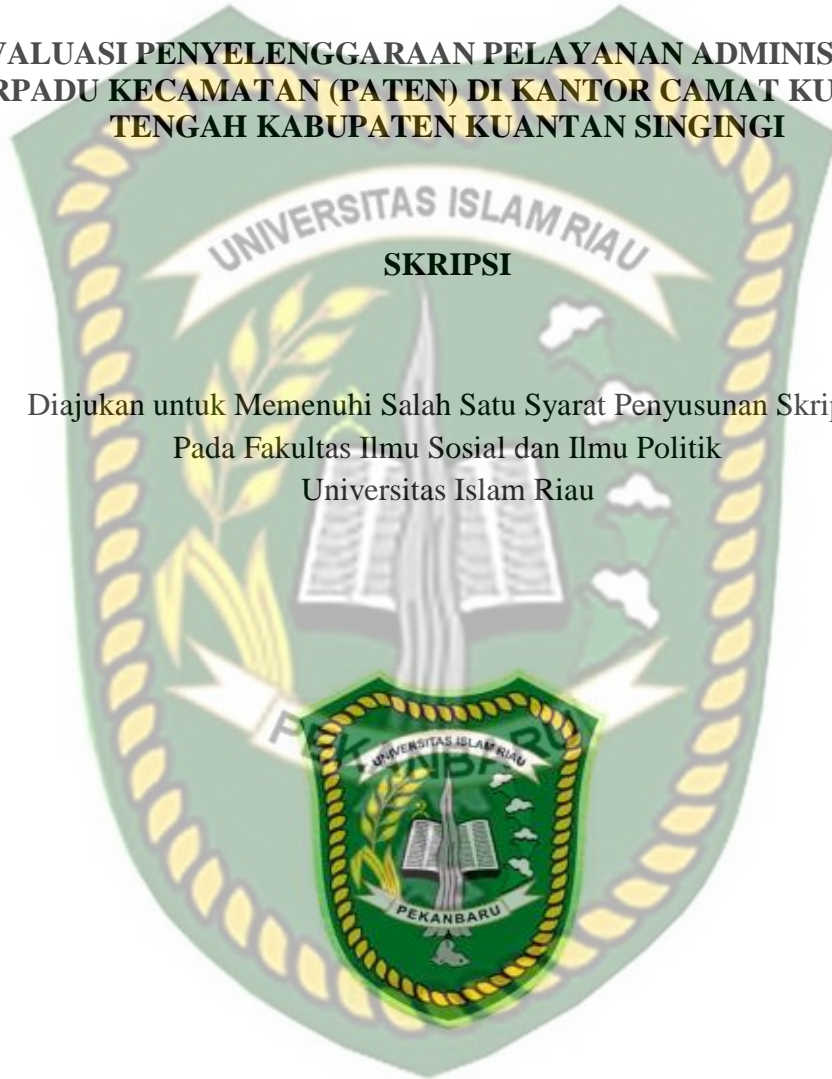 VALUASI PENYELENGGARAAN PELAYANAN ADMINIS
RPADU KECAMATAN (PATEN) DI KANTOR CAMAT KU
TENGAH KABUPATEN KUANTAN SINGINGI
UNIVERSITAS ISLAM RIAU
SKRIPSI
Diajukan untuk Memenuhi Salah Satu Syarat Penyusunan Skrip
Pada Fakultas Ilmu Sosial dan Ilmu Politik
Universitas Islam Riau
PEKANBARU
UNIVERSITAS ISLAM RIAU
PEKANBARU